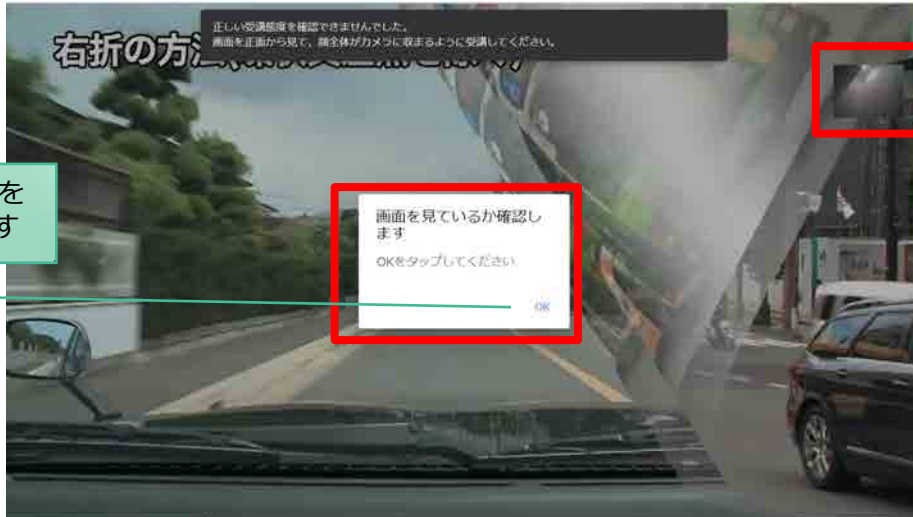 正しい受講態度を確認できませんでした。
画面を正面から見て、顔全体がカメラに収まるように受講してください。
右折の方法
を
す
画面を見ているか確認し
ます
OKをタップしてください
OK